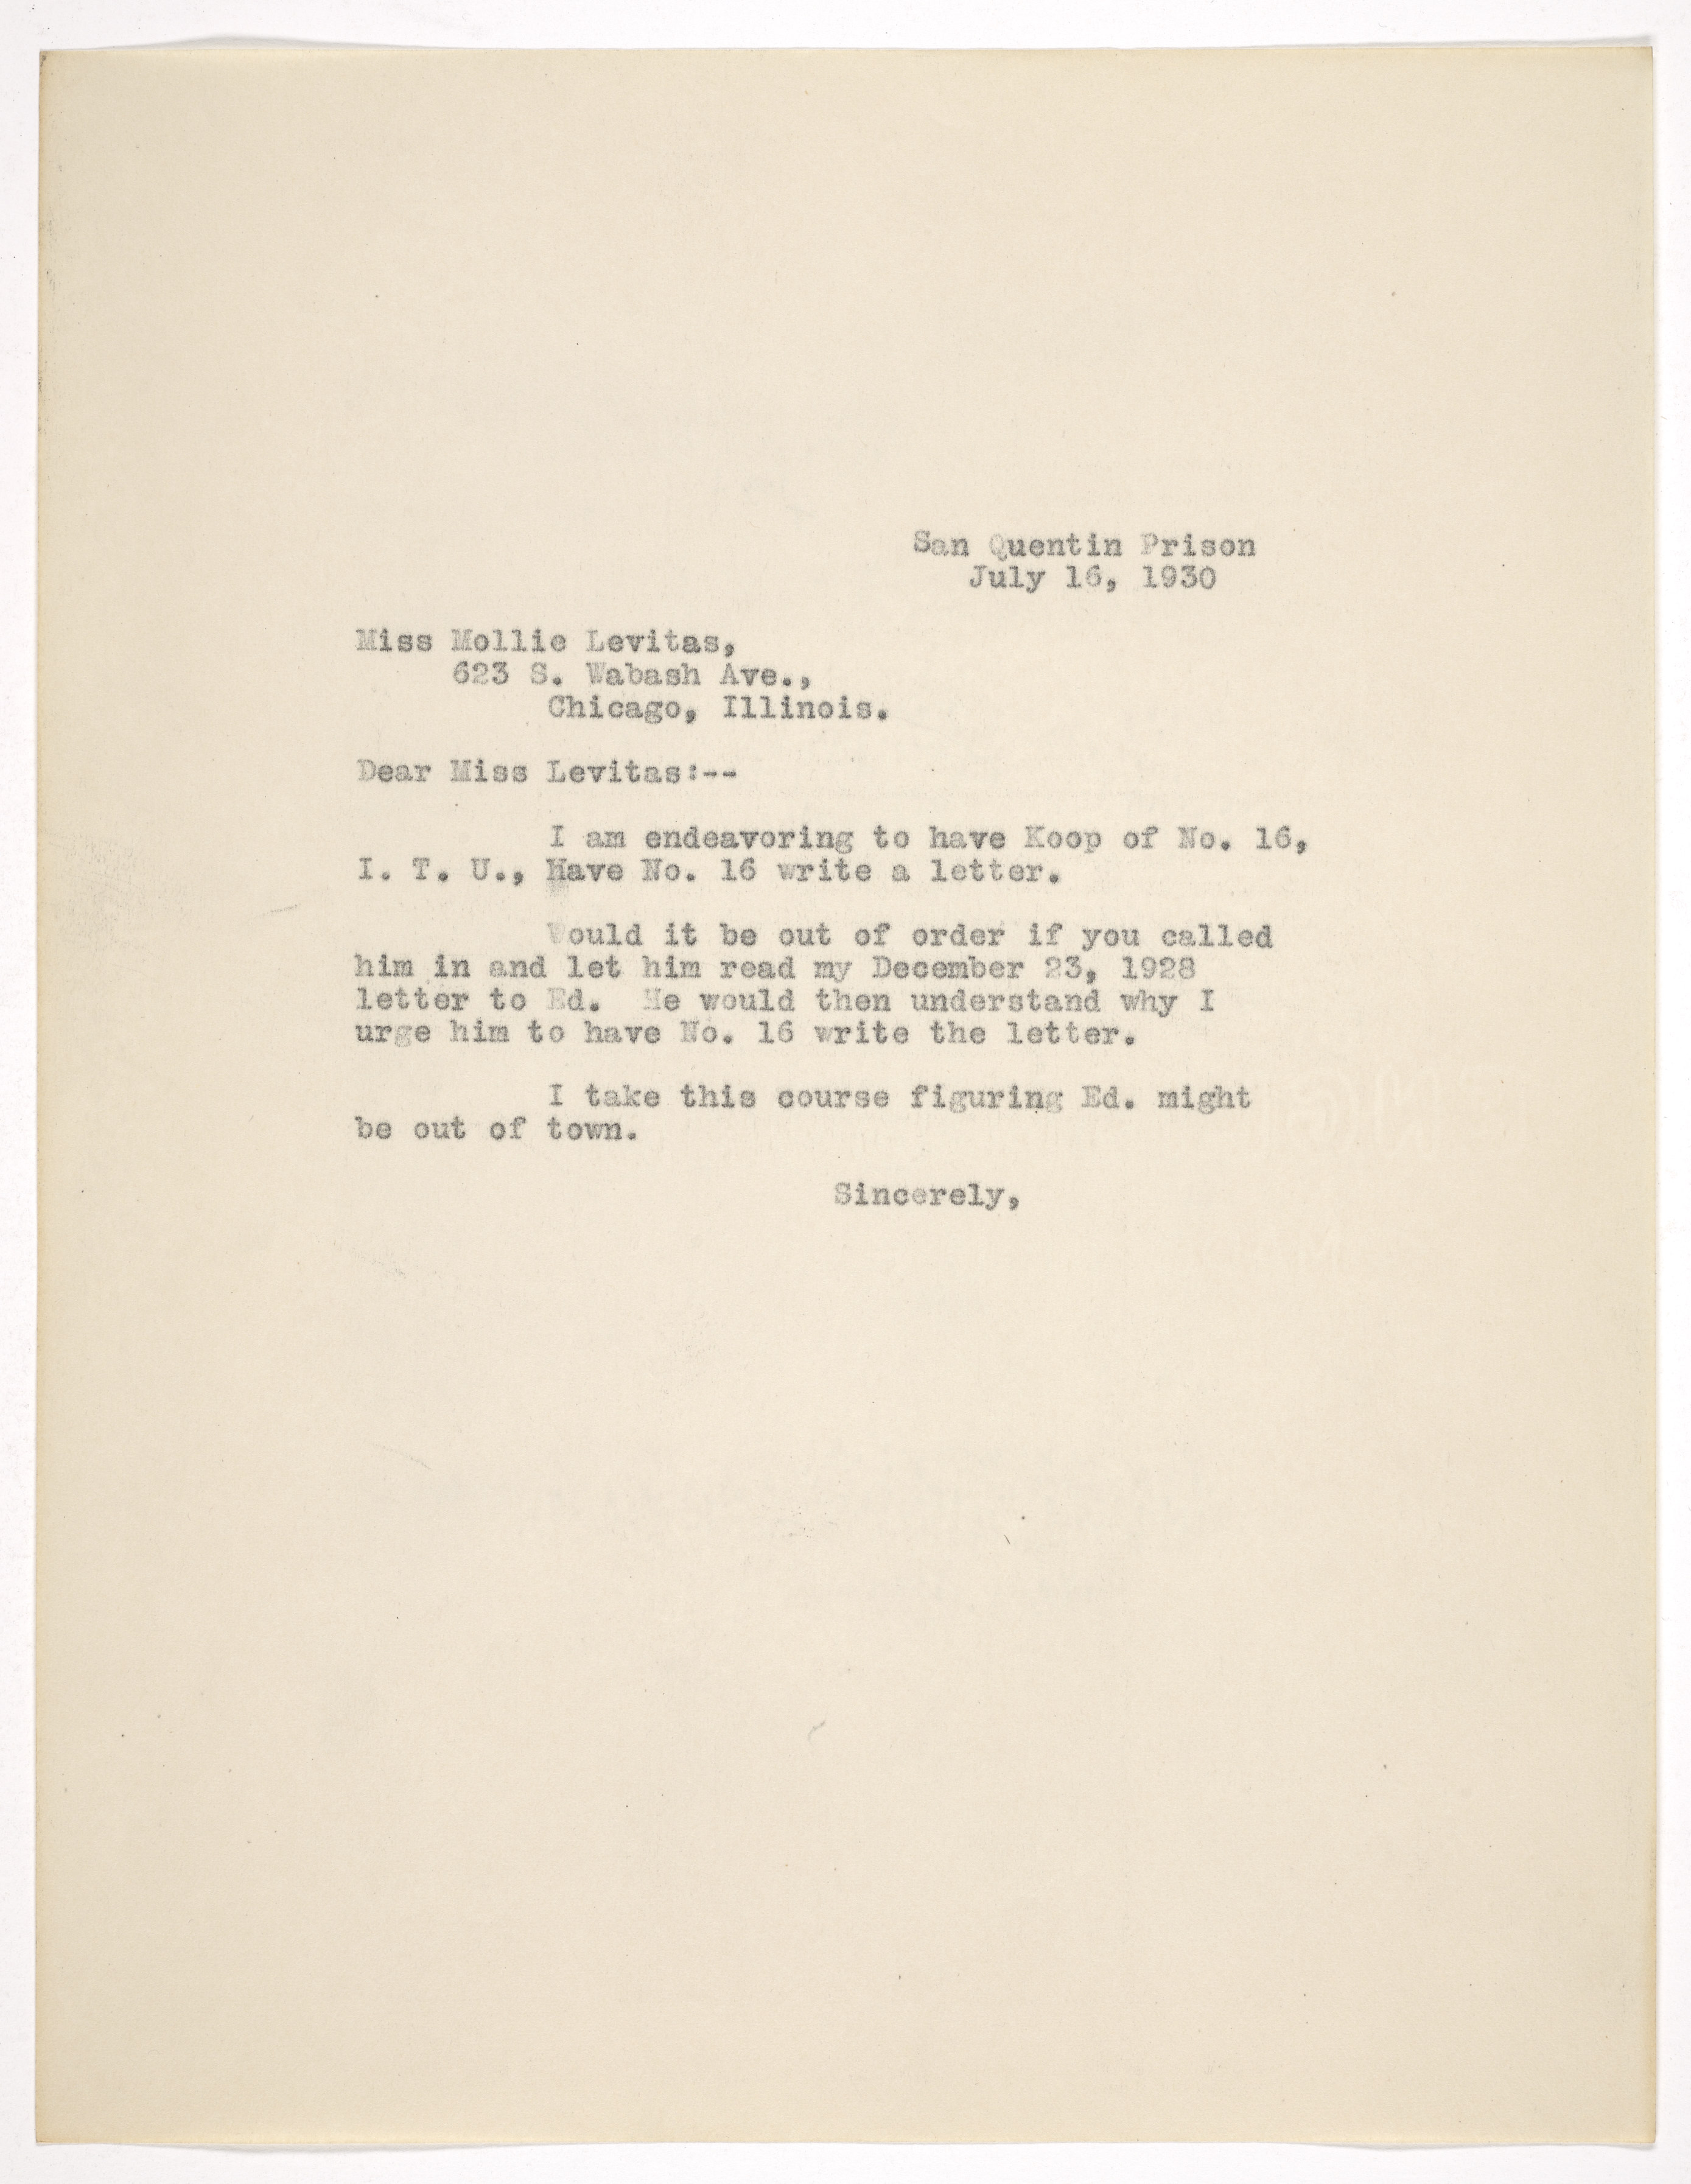 San Quentin Prison
July 16, 1930
Miss Mollie Levitas,
623 S. Wabash Ave.,
Chicago, Illinois.
Dear Miss Levitas:--
I am endeavoring to have Koop of No. 16,
I. T. U., Have No. 16 write a letter.
Would it be out of order if you called
him in and let him read my December 23, 1928
letter to Ed. He would then understand why I
urge him to have No. 16 write the letter.
I take this course figuring Ed. might
be out of town.
Sincerely,